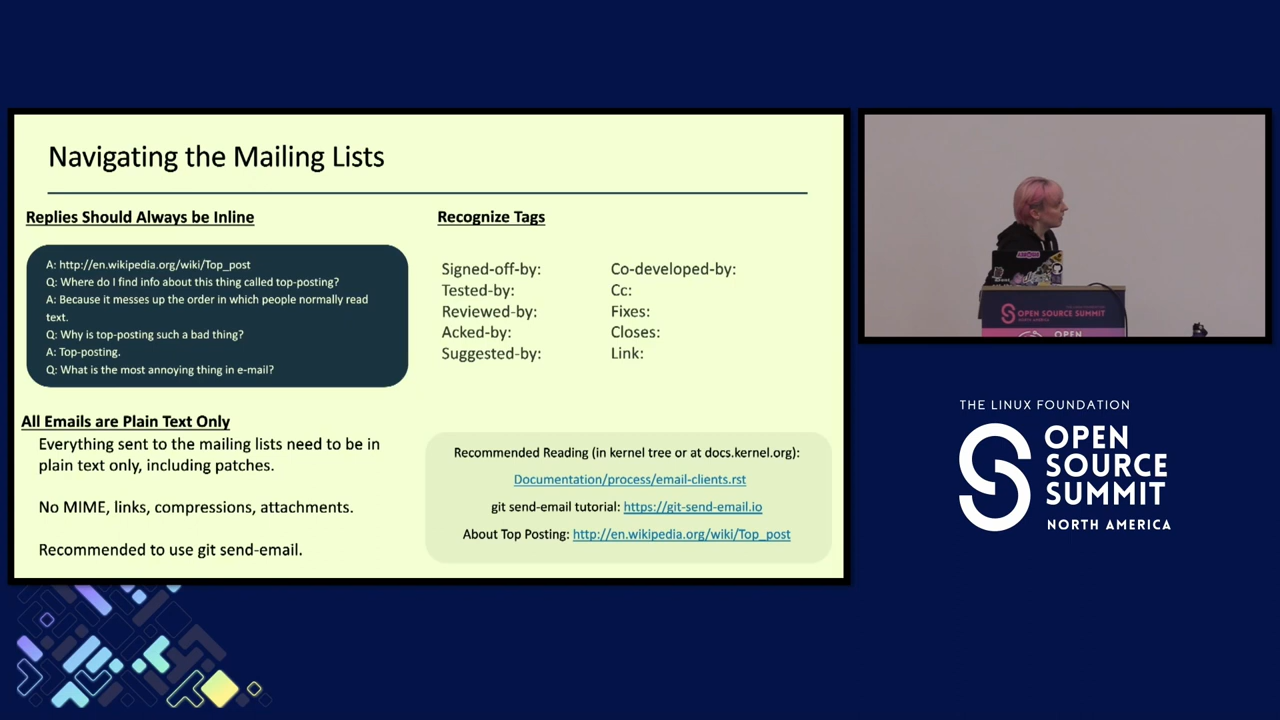 Navigating the Mailing Lists
Replies Should Always be Inline
A: http://en.wikipedia.org/wiki/Top_post
Q: Where do I find info about this thing called top-posting?
A: Because it messes up the order in which people normally read
text.
Q: Why is top-posting such a bad thing?
A: Top-posting.
Q: What is the most annoying thing in e-mail?
All Emails are Plain Text Only
Everything sent to the mailing lists need to be in
plain text only, including patches.
No MIME, links, compressions, attachments.
Recommended to use git send-email.
Recognize Tags
Signed-off-by:
Tested-by:
Reviewed-by:
Acked-by:
Suggested-by:
Co-developed-by:
Cc:
Fixes:
Closes:
Link:
Recommended Reading (in kernel tree or at docs.kernel.org):
Documentation/process/email-clients.rst
git send-email tutorial: https://git-send-email.io
About Top Posting: http://en.wikipedia.org/wiki/Top_post
OPEN SOURCE SUMMIT
OPEN
THE LINUX FOUNDATION
OPEN
SOURCE
SUMMIT
NORTH AMERICA